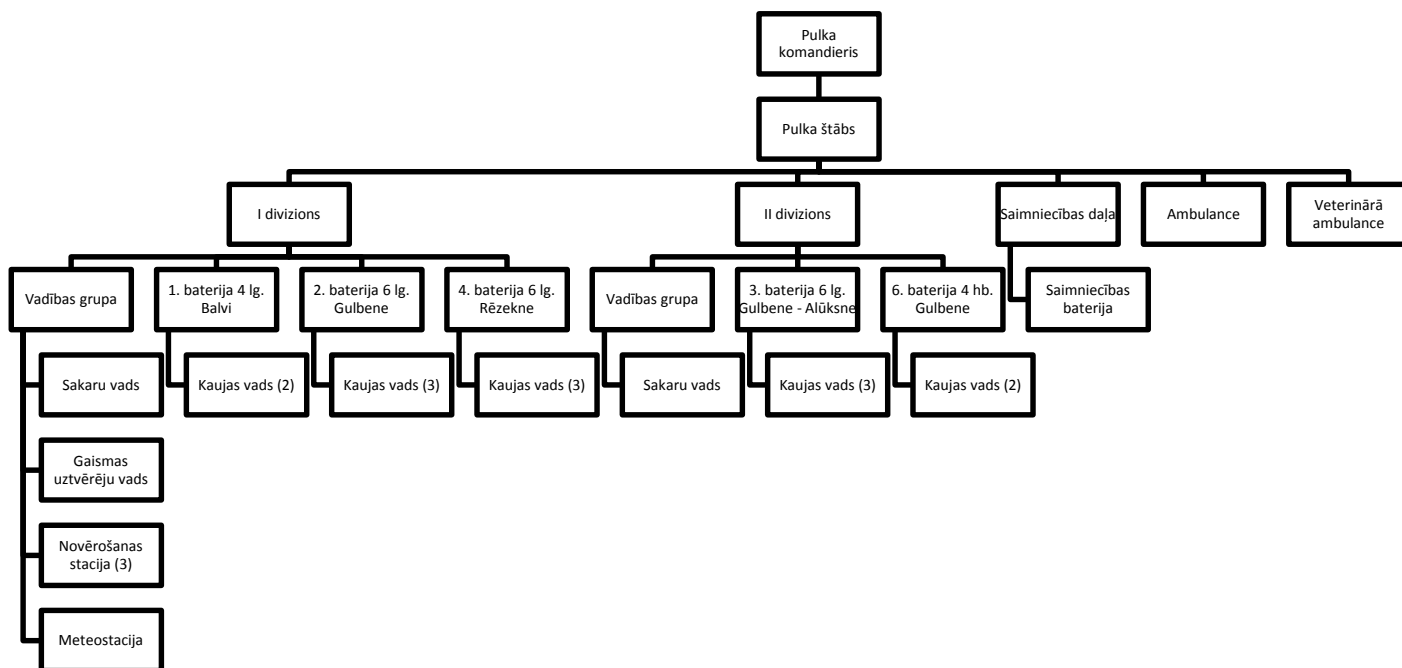 Pulka
komandieris
Pulka štābs
I divizions
II divizions
Saimniecības daļa
Ambulance
Veterinārā
ambulance
Vadības grupa
1. baterija 4 lg.
Balvi
2. baterija 6 lg.
Gulbene
4. baterija 6 lg.
Rēzekne
Vadības grupa
3. baterija 6 lg.
Gulbene - Alūksne
6. baterija 4 hb.
Gulbene
Saimniecības
baterija
Sakaru vads
Kaujas vads (2)
Kaujas vads (3)
Kaujas vads (3)
Sakaru vads
Kaujas vads (3)
Kaujas vads (2)
Gaismas
uztvērēju vads
Novērošanas
stacija (3)
Meteostacija